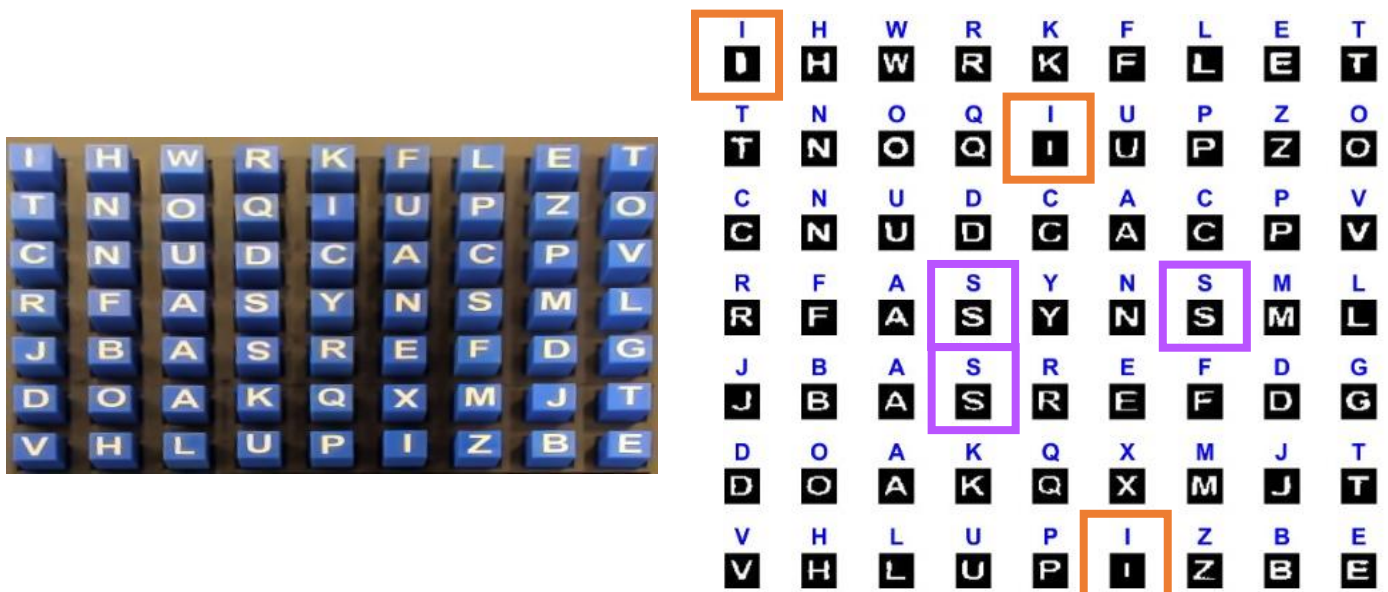 I H W R K F L E T
T N O Q I U P Z O
C N U D C A C P V
R F A S Y N S M L
J B A S R E F D G
D O A K Q X M J T
V H L U P I Z B E
I H W R K F L E T
I H W R K F L E T
T N O Q I U P Z O
T N O Q I U P Z O
C N U D C A C P V
C N U D C A C P V
R F A S Y N S M L
R F A S Y N S M L
J B A S R E F D G
J B A S R E F D G
D O A K Q X M J T
D O A K Q X M J T
V H L U P I Z B E
V H L U P I Z B E